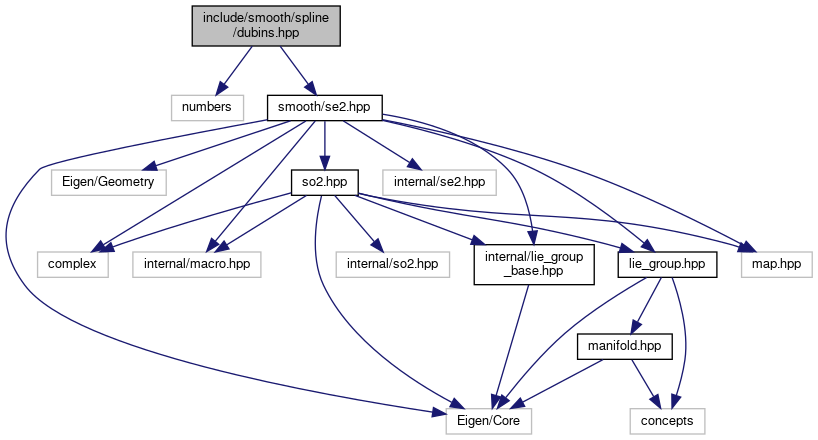 include/smooth/spline
/dubins.hpp
numbers
smooth/se2.hpp
Eigen/Geometry
so2.hpp
internal/se2.hpp
complex
internal/macro.hpp
internal/so2.hpp
internal/lie_group
_base.hpp
lie_group.hpp
map.hpp
manifold.hpp
Eigen/Core
concepts